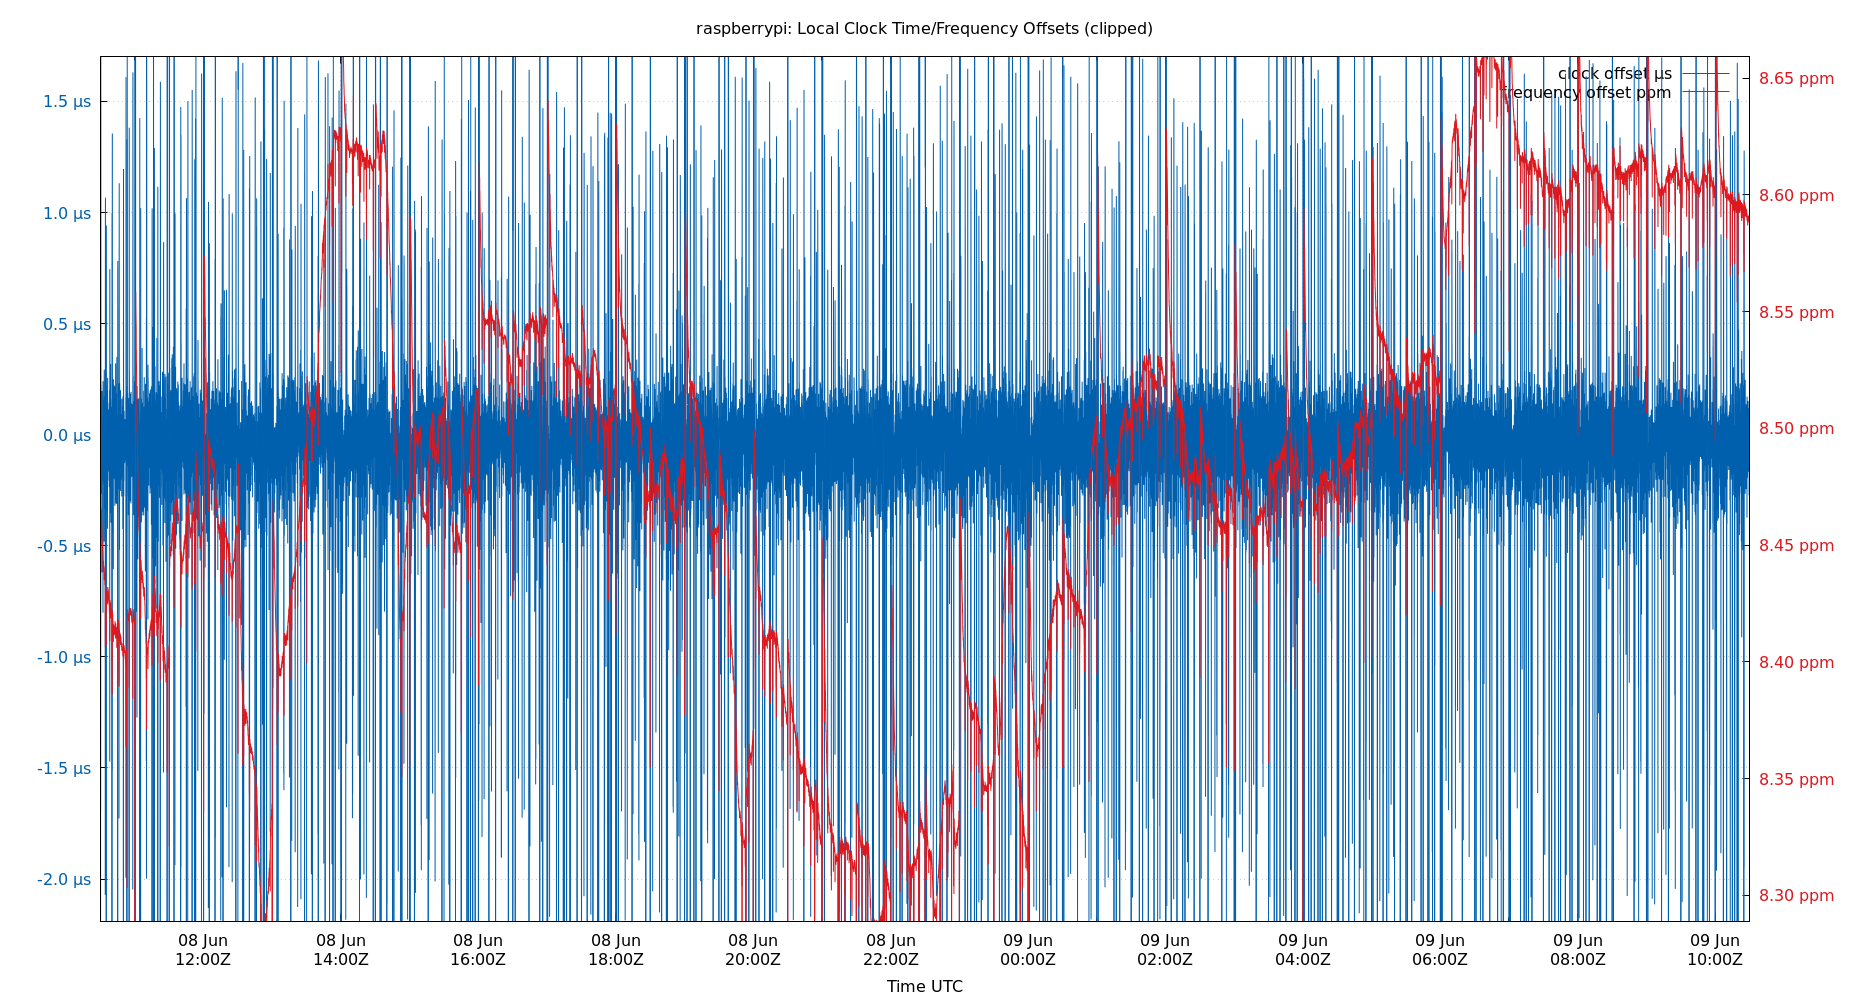 raspberrypi: Local Clock Time/Frequency Offsets (clipped)
clock offset µs
frequency offset ppm
1.5 µs
1.0 µs
0.5 µs
0.0 µs
-0.5 µs
-1.0 µs
-1.5 µs
-2.0 µs
8.65 ppm
8.60 ppm
8.55 ppm
8.50 ppm
8.45 ppm
8.40 ppm
8.35 ppm
8.30 ppm
08 Jun 08 Jun 08 Jun 08 Jun 08 Jun 08 Jun 09 Jun 09 Jun 09 Jun 09 Jun 09 Jun 09 Jun
12:00Z 14:00Z 16:00Z 18:00Z 20:00Z 22:00Z 00:00Z 02:00Z 04:00Z 06:00Z 08:00Z 10:00Z
Time UTC